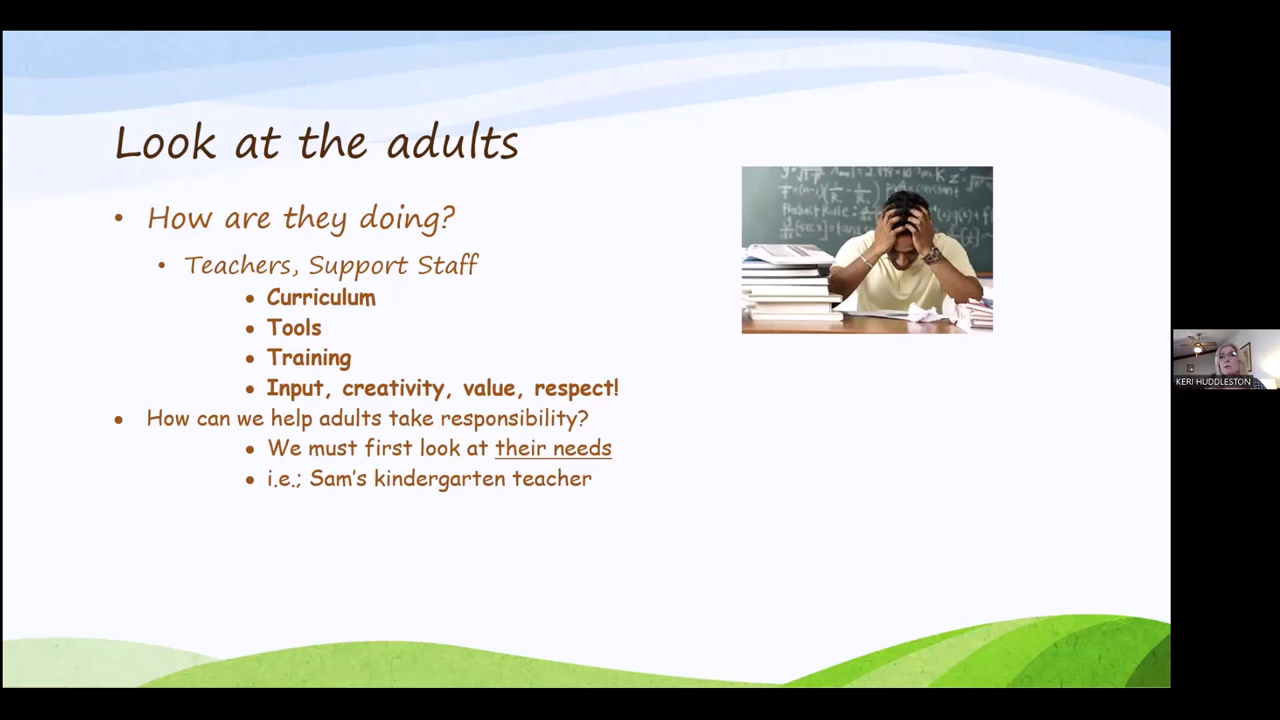 Look at the adults
• How are they doing?
• Teachers, Support Staff
• Curriculum
• Tools
• Training
• Input, creativity, value, respect!
• How can we help adults take responsibility?
• We must first look at their needs
• i.e.; Sam's kindergarten teacher
KERI HUDDLESTON